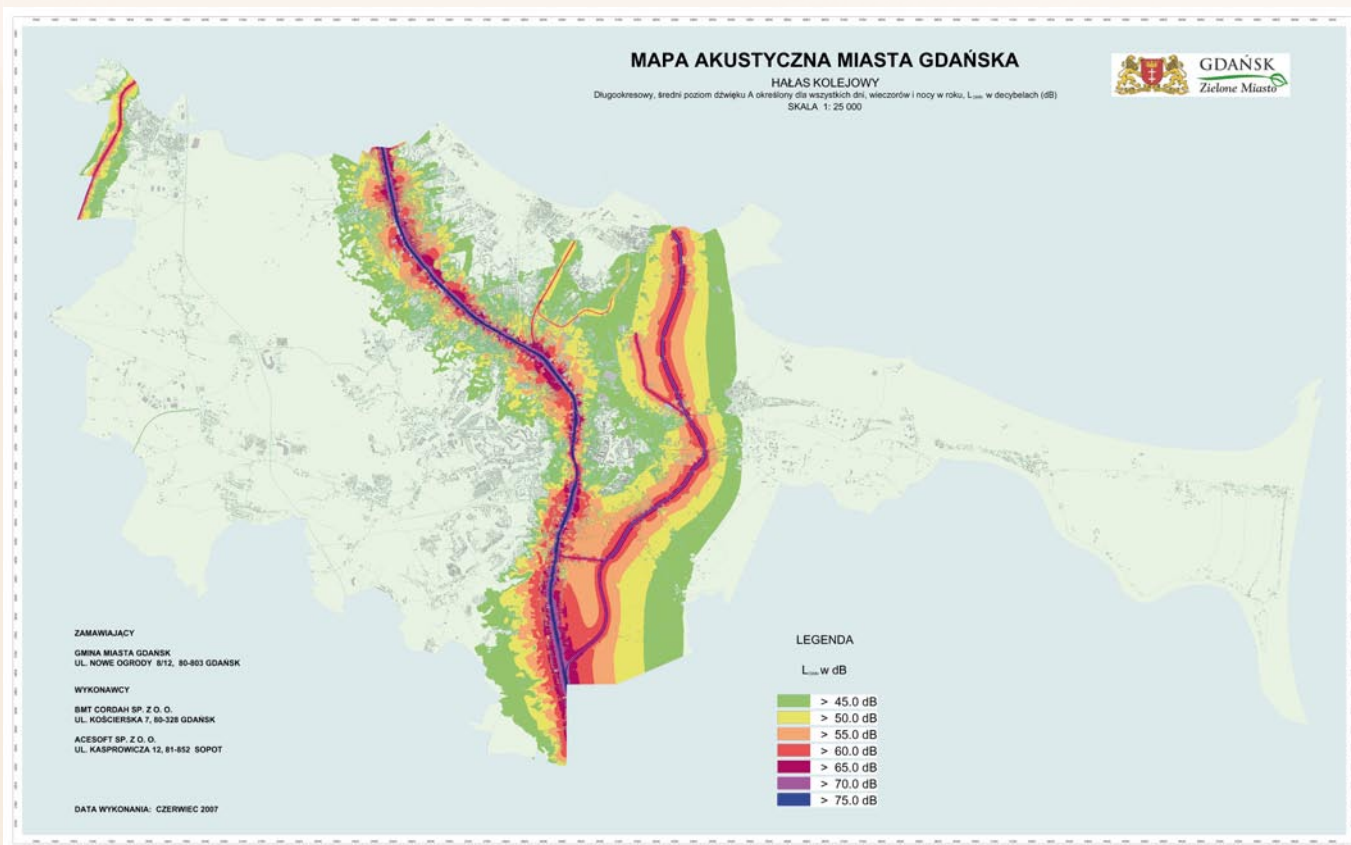 MAPA AKUSTYCZNA MIASTA GDAŃSKA
HAŁAS KOLEJOWY
Długookresowy, średni poziom dźwięku A określony dla wszystkich dni, wieczorów i nocy w roku, L w decybelach (dB)
SKALA 1: 25 000
GDAŃSK
Zielone Miasto
ZAMAWIAJĄCY
GMINA MIASTA GDAŃSK
UL. NOWE OGRODY 8/12, 80-803 GDAŃSK
WYKONAWCY
BMT CORDAH SP. Z O. O.
UL. KOŚCIERSKA 7, 80-328 GDAŃSK
ACESOFT SP. Z O. O.
UL. KASPROWICZA 12, 81-852 SOPOT
DATA WYKONANIA: CZERWIEC 2007
LEGENDA
L w dB
> 45.0 dB
> 50.0 dB
> 55.0 dB
> 60.0 dB
> 65.0 dB
> 70.0 dB
> 75.0 dB